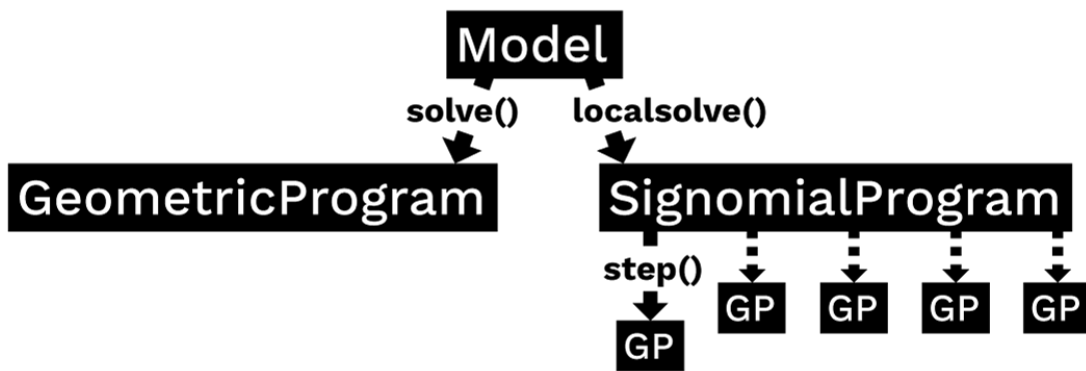 Model
solve() localsolve()
GeometricProgram SignomialProgram
step()
GP GP GP GP
GP